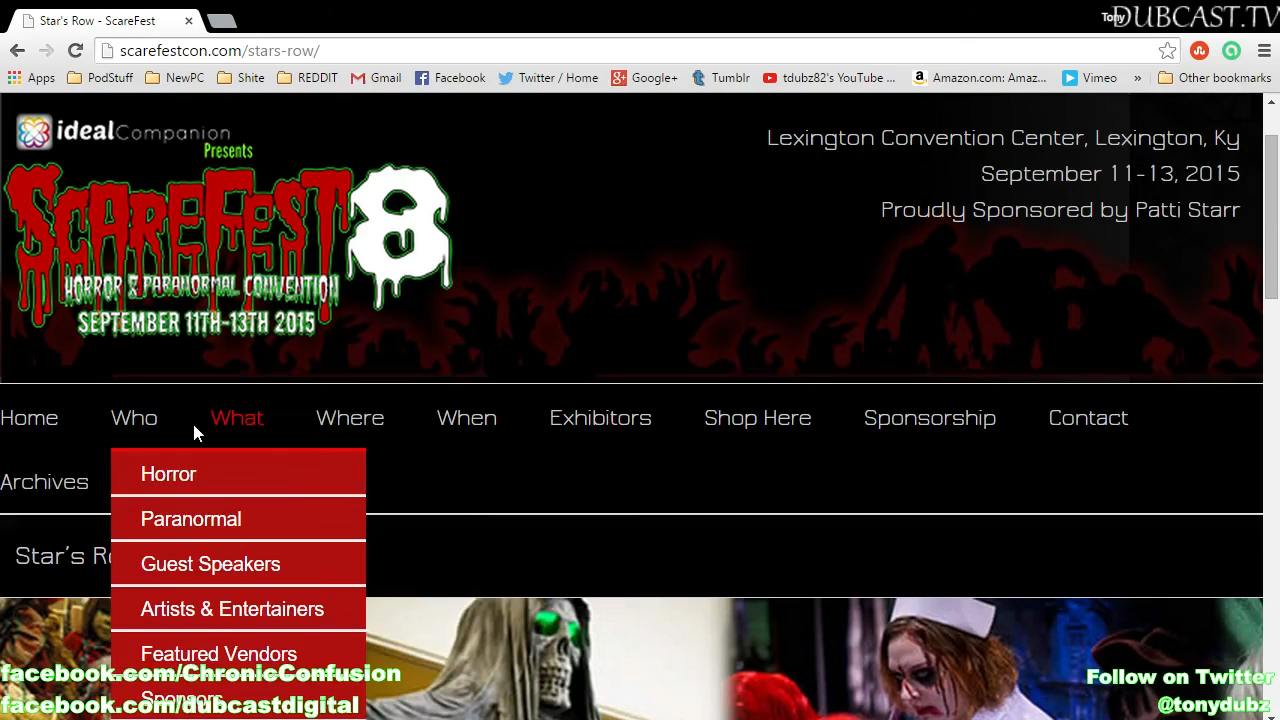 Star's Row - ScareFest
Tony DUBCAST.TV
scarefestcon.com/stars-row/
Apps PodStuff NewPC Shite REDDIT Gmail Facebook Twitter / Home Google+ Tumblr tdubz82's YouTube ... Amazon.com: Amaz... Vimeo » Other bookmarks
idealCompanion
Presents
SCAREFEST 8
HORROR & PARANORMAL CONVENTION
SEPTEMBER 11TH-13TH 2015
Lexington Convention Center, Lexington, Ky
September 11-13, 2015
Proudly Sponsored by Patti Starr
Home Who What Where When Exhibitors Shop Here Sponsorship Contact
Archives
Horror
Paranormal
Guest Speakers
Star's Ro
Artists & Entertainers
Featured Vendors
Sponsors
facebook.com/ChronicConfusion
facebook.com/dubcastdigital
Follow on Twitter
@tonydubz